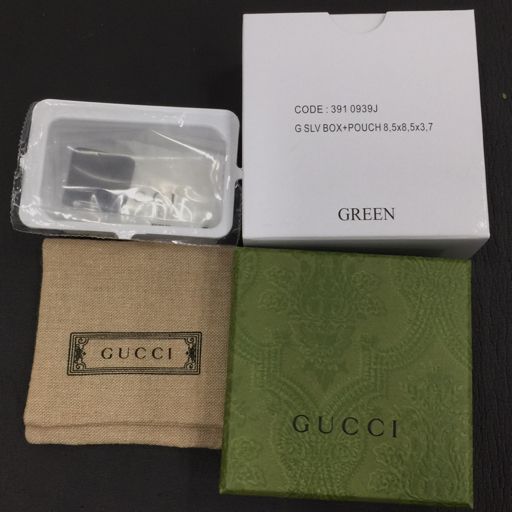 CODE : 391 0939J
G SLV BOX+POUCH 8,5x8,5x3,7
GREEN
GUCCI
GUCCI